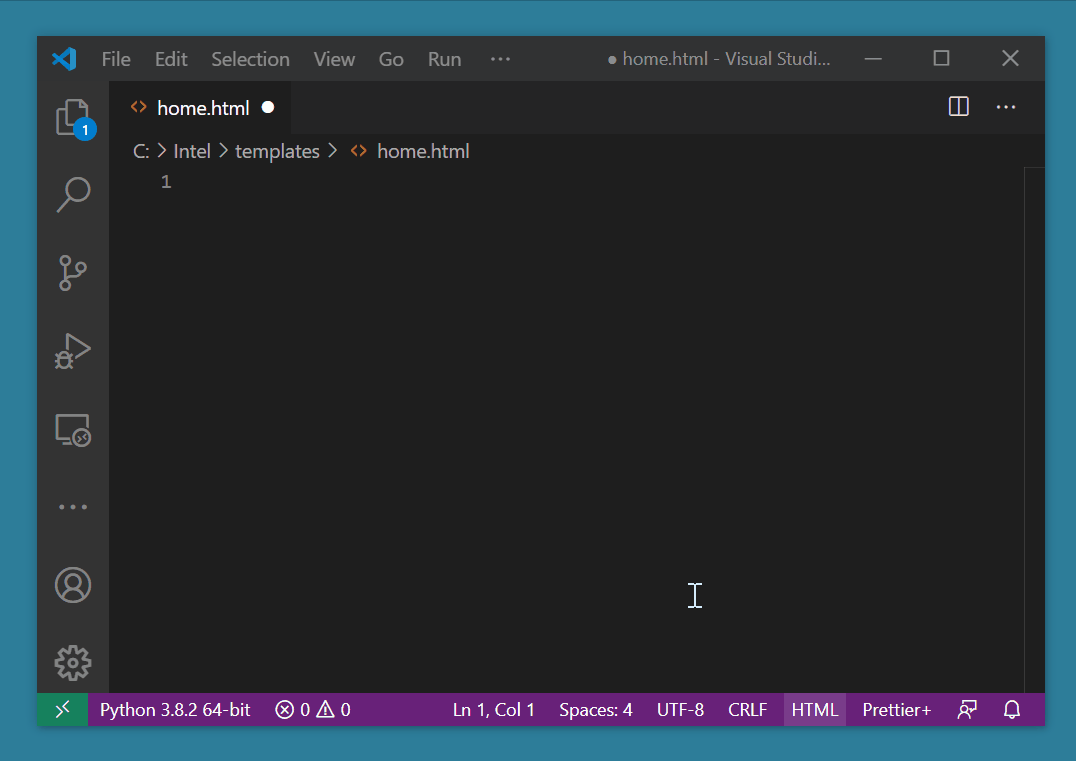 File Edit Selection View Go Run ··· ● home.html - Visual Studi...
<> home.html ● ···
1
C: > Intel > templates > <> home.html
1
Python 3.8.2 64-bit 0 0 Ln 1, Col 1 Spaces: 4 UTF-8 CRLF HTML Prettier+